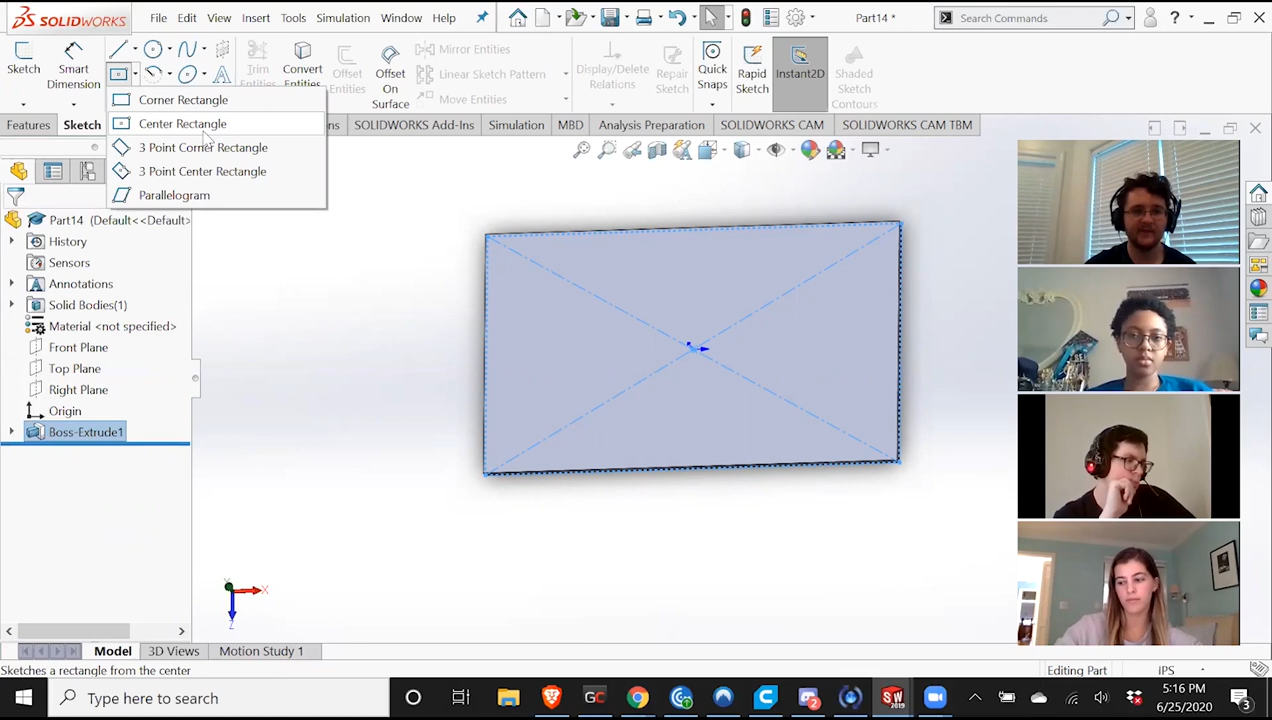 SOLIDWORKS
File Edit View Insert Tools Simulation Window Help
Part14 *
Search Commands
?
Sketch
Smart Dimension
Trim Entities
Convert Entities
Offset Entities
Offset On Surface
Mirror Entities
Linear Sketch Pattern
Move Entities
Display/Delete Relations
Repair Sketch
Quick Snaps
Rapid Sketch
Instant2D
Shaded Sketch Contours
Corner Rectangle
Center Rectangle
3 Point Corner Rectangle
3 Point Center Rectangle
Parallelogram
Features Sketch SOLIDWORKS Add-Ins Simulation MBD Analysis Preparation SOLIDWORKS CAM SOLIDWORKS CAM TBM
Part14 (Default<<Default>
History
Sensors
Annotations
Solid Bodies(1)
Material <not specified>
Front Plane
Top Plane
Right Plane
Origin
Boss-Extrude1
X
Z
Model 3D Views Motion Study 1
Sketches a rectangle from the center
Editing Part
IPS
Type here to search
GC
SW
2019
2
5:16 PM
6/25/2020
3